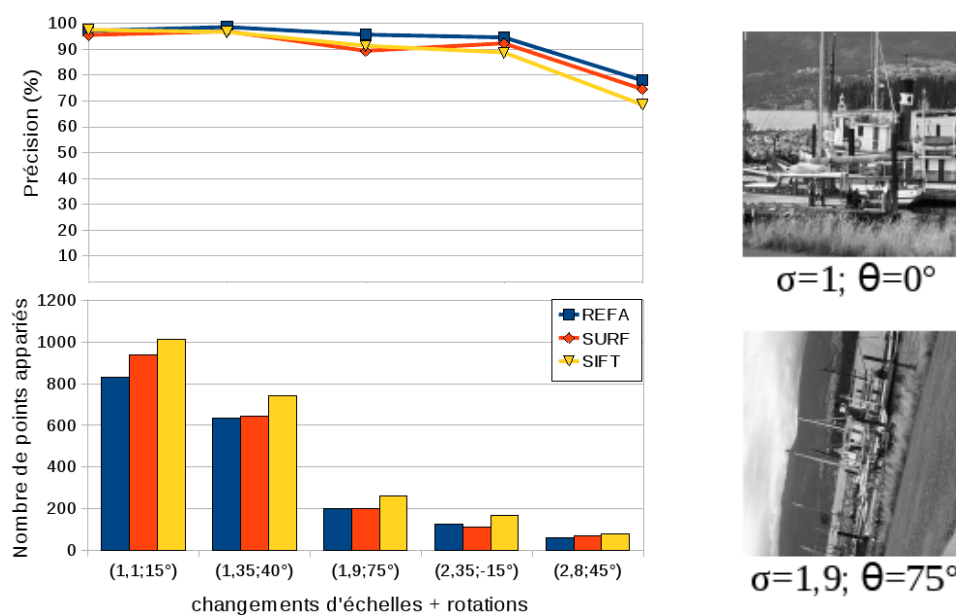 100
90
80
70
60
50
40
30
20
10
Précision (%)
1200
1000
800
600
400
200
0
Nombre de points appariés
REFA
SURF
SIFT
(1,1;15°) (1,35;40°) (1,9;75°) (2,35;-15°) (2,8;45°)
changements d'échelles + rotations
σ=1; θ=0°
σ=1,9; θ=75°